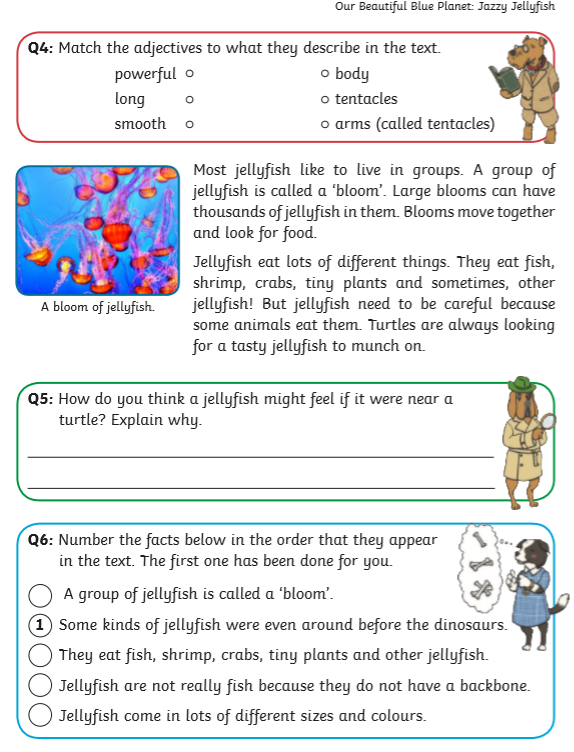 Our Beautiful Blue Planet: Jazzy Jellyfish
Q4: Match the adjectives to what they describe in the text.
powerful body
long tentacles
smooth arms (called tentacles)
Most jellyfish like to live in groups. A group of
jellyfish is called a ‘bloom’. Large blooms can have
thousands of jellyfish in them. Blooms move together
and look for food.
Jellyfish eat lots of different things. They eat fish,
shrimp, crabs, tiny plants and sometimes, other
jellyfish! But jellyfish need to be careful because
some animals eat them. Turtles are always looking
for a tasty jellyfish to munch on.
A bloom of jellyfish.
Q5: How do you think a jellyfish might feel if it were near a
turtle? Explain why.
Q6: Number the facts below in the order that they appear
in the text. The first one has been done for you.
A group of jellyfish is called a ‘bloom’.
1 Some kinds of jellyfish were even around before the dinosaurs.
They eat fish, shrimp, crabs, tiny plants and other jellyfish.
Jellyfish are not really fish because they do not have a backbone.
Jellyfish come in lots of different sizes and colours.